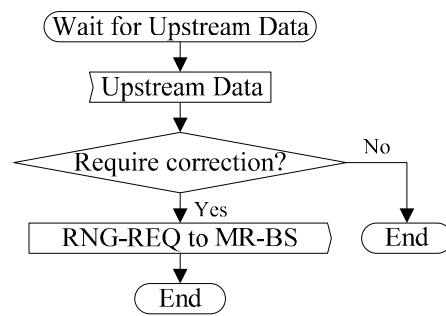 Wait for Upstream Data
Upstream Data
Require correction?
No
Yes
RNG-REQ to MR-BS
End
End